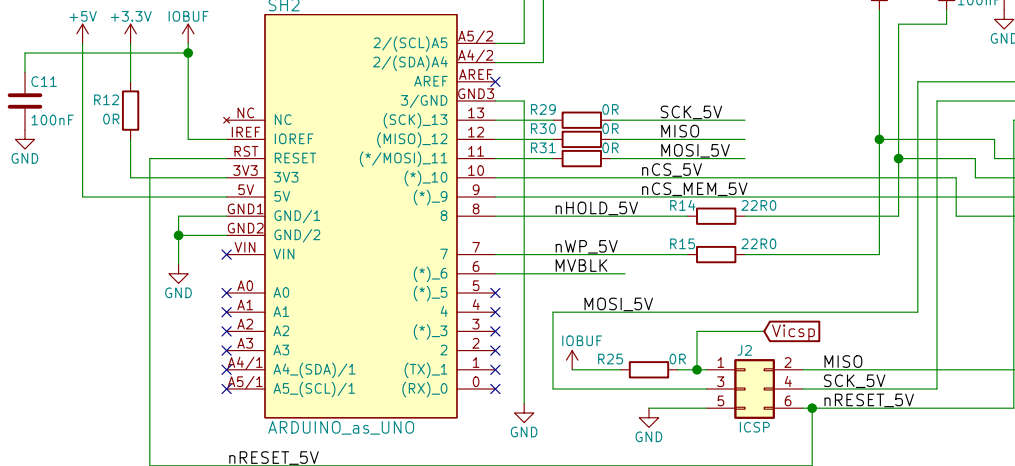 SH2
+5V +3.3V IOBUF
100nF
GND
2/(SCL)A5 A5/2
2/(SDA)A4 A4/2
AREF AREF
3/GND GND3
C11
100nF
GND
R12
0R
NC NC
(SCK)_13 13 R29 0R SCK_5V
IREF IOREF
(MISO)_12 12 R30 0R MISO
RST RESET
(*/MOSI)_11 11 R31 0R MOSI_5V
3V3 3V3
(*)_10 10 nCS_5V
5V 5V
(*)_9 9 nCS_MEM_5V
GND1 GND/1
8 8 nHOLD_5V R14 22R0
GND2 GND/2
VIN VIN
7 7 nWP_5V R15 22R0
(*)_6 6 MVBLK
GND
A0 A0
(*)_5 5
A1 A1
4 4
MOSI_5V
A2 A2
(*)_3 3
Vicsp
A3 A3
2 2
IOBUF
A4/1 A4_(SDA)/1
(TX)_1 1
R25 0R
J2
1 2 MISO
A5/1 A5_(SCL)/1
(RX)_0 0
3 4 SCK_5V
5 6 nRESET_5V
GND
GND
ICSP
ARDUINO_as_UNO
nRESET_5V